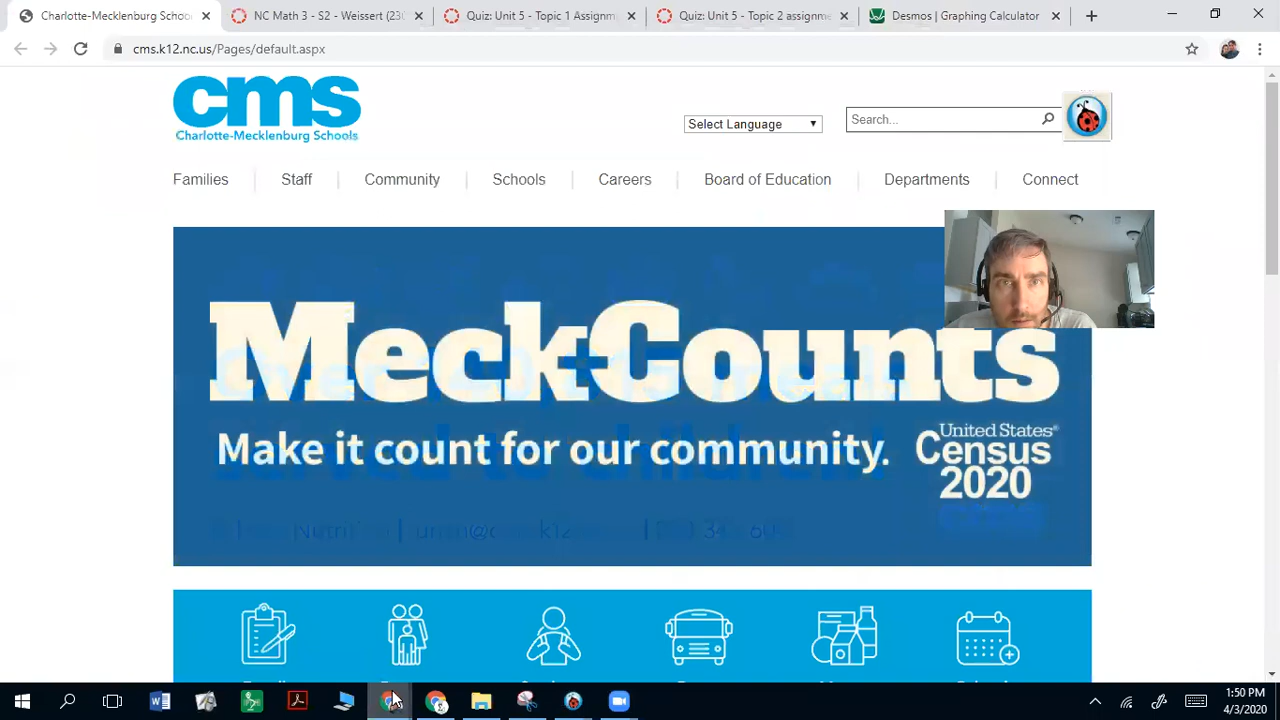 Charlotte-Mecklenburg School
NC Math 3 - S2 - Weissert (230
Quiz: Unit 5 - Topic 1 Assignm
Quiz: Unit 5 - Topic 2 assignme
Desmos | Graphing Calculator
cms.k12.nc.us/Pages/default.aspx
cms
Charlotte-Mecklenburg Schools
Select Language
Search...
Families
Staff
Community
Schools
Careers
Board of Education
Departments
Connect
MeckCounts
Make it count for our community.
United States®
Census
2020
1:50 PM
4/3/2020